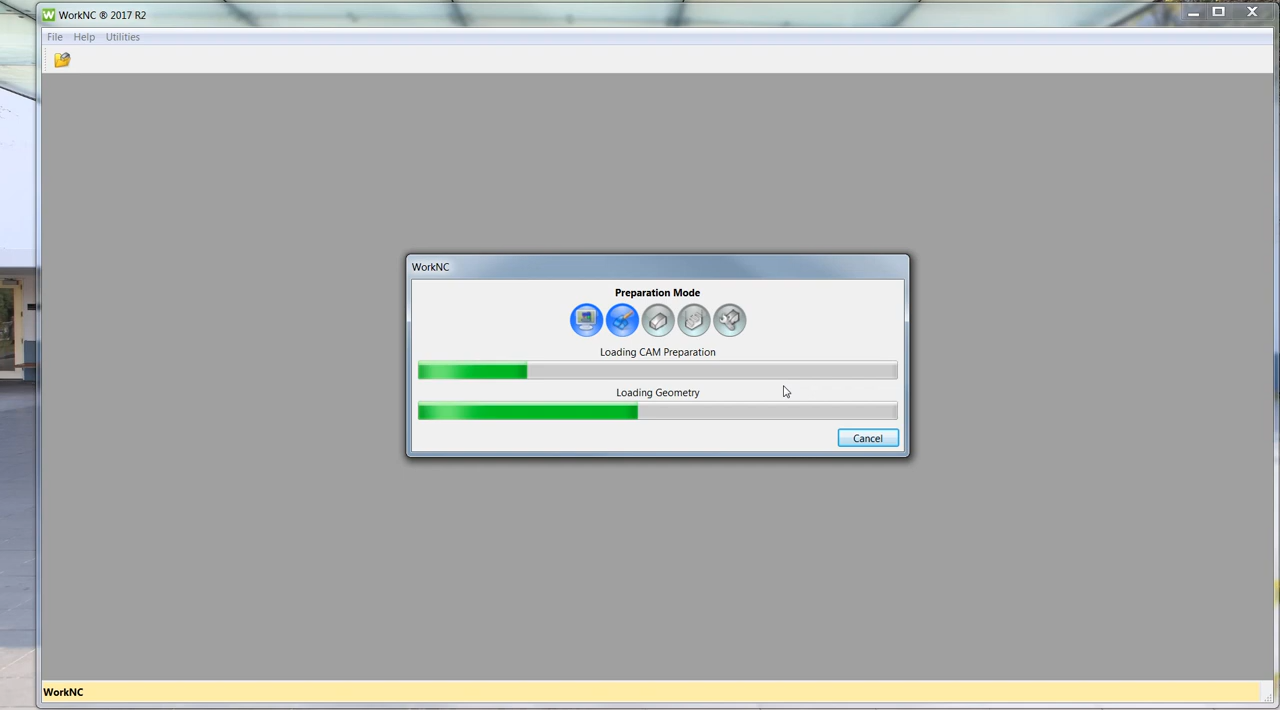 WorkNC ® 2017 R2
File Help Utilities
WorkNC
Preparation Mode
Loading CAM Preparation
Loading Geometry
Cancel
WorkNC